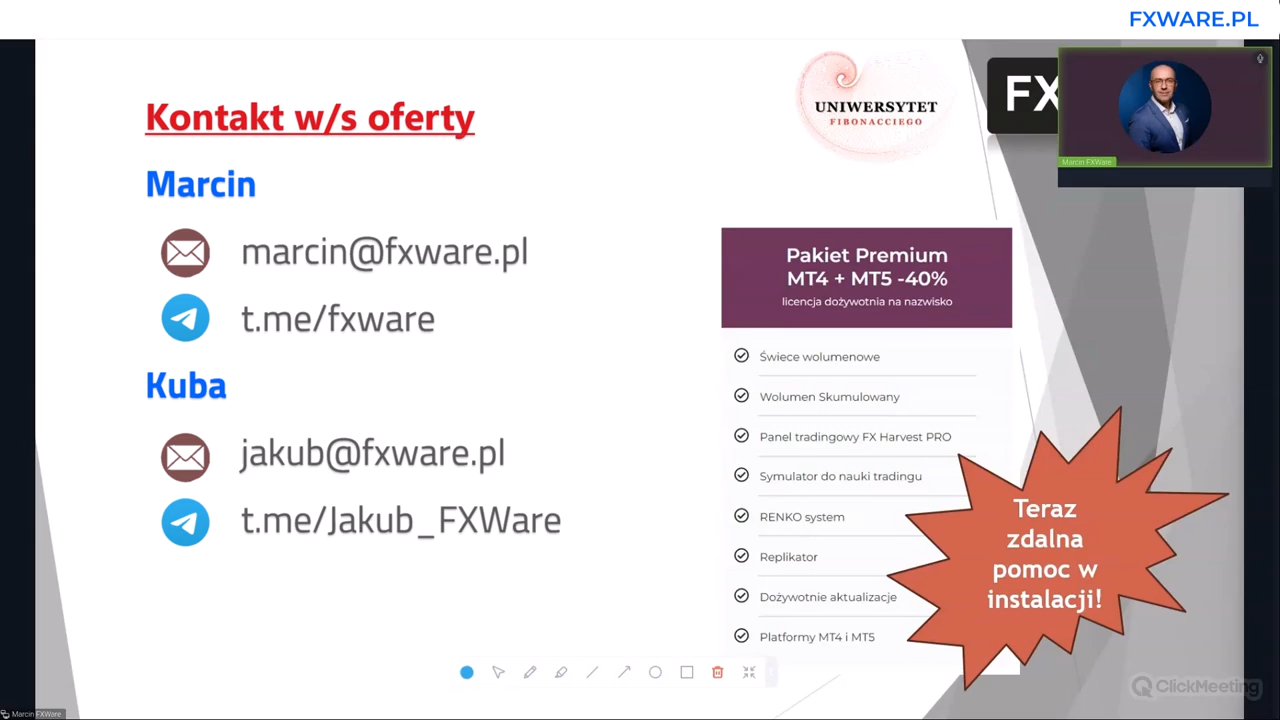 FXWARE.PL
Kontakt w/s oferty
UNIWERSYTET
FIBONACCIEGO
FX
Marcin FXWare
Marcin
marcin@fxware.pl
t.me/fxware
Kuba
jakub@fxware.pl
t.me/Jakub_FXWare
Pakiet Premium
MT4 + MT5 -40%
licencja dożywotnia na nazwisko
Świece wolumenowe
Wolumen Skumulowany
Panel tradingowy FX Harvest PRO
Symulator do nauki tradingu
RENKO system
Replikator
Dożywotnie aktualizacje
Platformy MT4 i MT5
Teraz
zdalna
pomoc w
instalacji!
ClickMeeting
Marcin FXWare